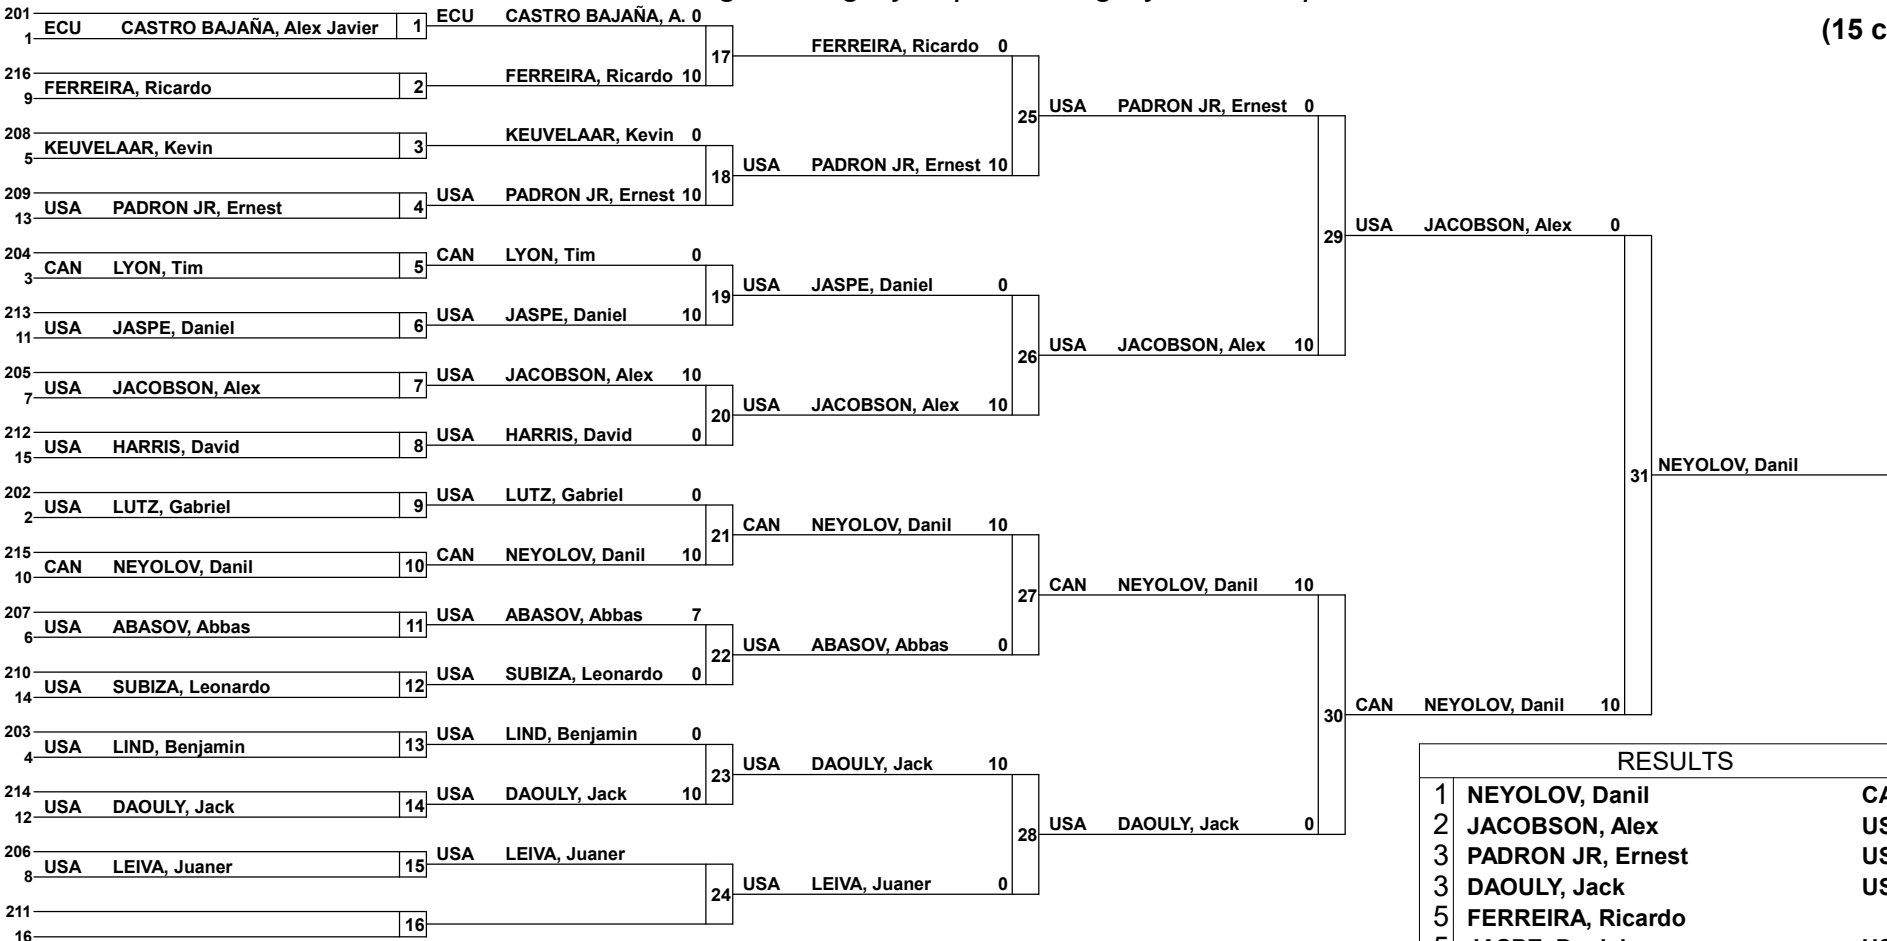 (15 c
201
ECU CASTRO BAJAÑA, Alex Javier 1
1
216
FERREIRA, Ricardo 2
9
208
KEUVELAAR, Kevin 3
5
209
USA PADRON JR, Ernest 4
13
204
CAN LYON, Tim 5
3
213
USA JASPE, Daniel 6
11
205
USA JACOBSON, Alex 7
7
212
USA HARRIS, David 8
15
202
USA LUTZ, Gabriel 9
2
215
CAN NEYOLOV, Danil 10
10
207
USA ABASOV, Abbas 11
6
210
USA SUBIZA, Leonardo 12
14
203
USA LIND, Benjamin 13
4
214
USA DAOULY, Jack 14
12
206
USA LEIVA, Juaner 15
8
211
16
16
ECU CASTRO BAJAÑA, A. 0
17
FERREIRA, Ricardo 10
KEUVELAAR, Kevin 0
18
USA PADRON JR, Ernest 10
CAN LYON, Tim 0
19
USA JASPE, Daniel 10
USA JACOBSON, Alex 10
20
USA HARRIS, David 0
USA LUTZ, Gabriel 0
21
CAN NEYOLOV, Danil 10
USA ABASOV, Abbas 7
22
USA SUBIZA, Leonardo 0
USA LIND, Benjamin 0
23
USA DAOULY, Jack 10
USA LEIVA, Juaner
24
FERREIRA, Ricardo 0
25
USA PADRON JR, Ernest 10
USA JASPE, Daniel 0
26
USA JACOBSON, Alex 10
CAN NEYOLOV, Danil 10
27
USA ABASOV, Abbas 0
USA DAOULY, Jack 10
28
USA LEIVA, Juaner 0
USA PADRON JR, Ernest 0
29
USA JACOBSON, Alex 10
CAN NEYOLOV, Danil 10
30
USA DAOULY, Jack 0
USA JACOBSON, Alex 0
31
CAN NEYOLOV, Danil 10
NEYOLOV, Danil
RESULTS
1 NEYOLOV, Danil CA
2 JACOBSON, Alex US
3 PADRON JR, Ernest US
3 DAOULY, Jack US
5 FERREIRA, Ricardo